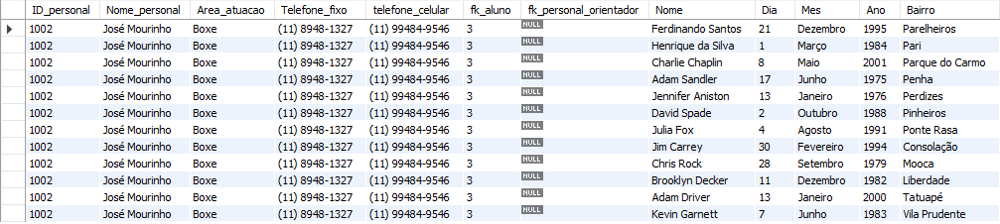 ID_personal Nome_personal Area_atuacao Telefone_fixo telefone_celular fk_aluno fk_personal_orientador Nome Dia Mes Ano Bairro
1002 José Mourinho Boxe (11) 8948-1327 (11) 99484-9546 3 NULL Ferdinando Santos 21 Dezembro 1995 Parelheiros
1002 José Mourinho Boxe (11) 8948-1327 (11) 99484-9546 3 NULL Henrique da Silva 1 Março 1984 Pari
1002 José Mourinho Boxe (11) 8948-1327 (11) 99484-9546 3 NULL Charlie Chaplin 8 Maio 2001 Parque do Carmo
1002 José Mourinho Boxe (11) 8948-1327 (11) 99484-9546 3 NULL Adam Sandler 17 Junho 1975 Penha
1002 José Mourinho Boxe (11) 8948-1327 (11) 99484-9546 3 NULL Jennifer Aniston 13 Janeiro 1976 Perdizes
1002 José Mourinho Boxe (11) 8948-1327 (11) 99484-9546 3 NULL David Spade 2 Outubro 1988 Pinheiros
1002 José Mourinho Boxe (11) 8948-1327 (11) 99484-9546 3 NULL Julia Fox 4 Agosto 1991 Ponte Rasa
1002 José Mourinho Boxe (11) 8948-1327 (11) 99484-9546 3 NULL Jim Carrey 30 Fevereiro 1994 Consolação
1002 José Mourinho Boxe (11) 8948-1327 (11) 99484-9546 3 NULL Chris Rock 28 Setembro 1979 Mooca
1002 José Mourinho Boxe (11) 8948-1327 (11) 99484-9546 3 NULL Brooklyn Decker 11 Dezembro 1982 Liberdade
1002 José Mourinho Boxe (11) 8948-1327 (11) 99484-9546 3 NULL Adam Driver 13 Janeiro 2000 Tatuapé
1002 José Mourinho Boxe (11) 8948-1327 (11) 99484-9546 3 NULL Kevin Garnett 7 Junho 1983 Vila Prudente